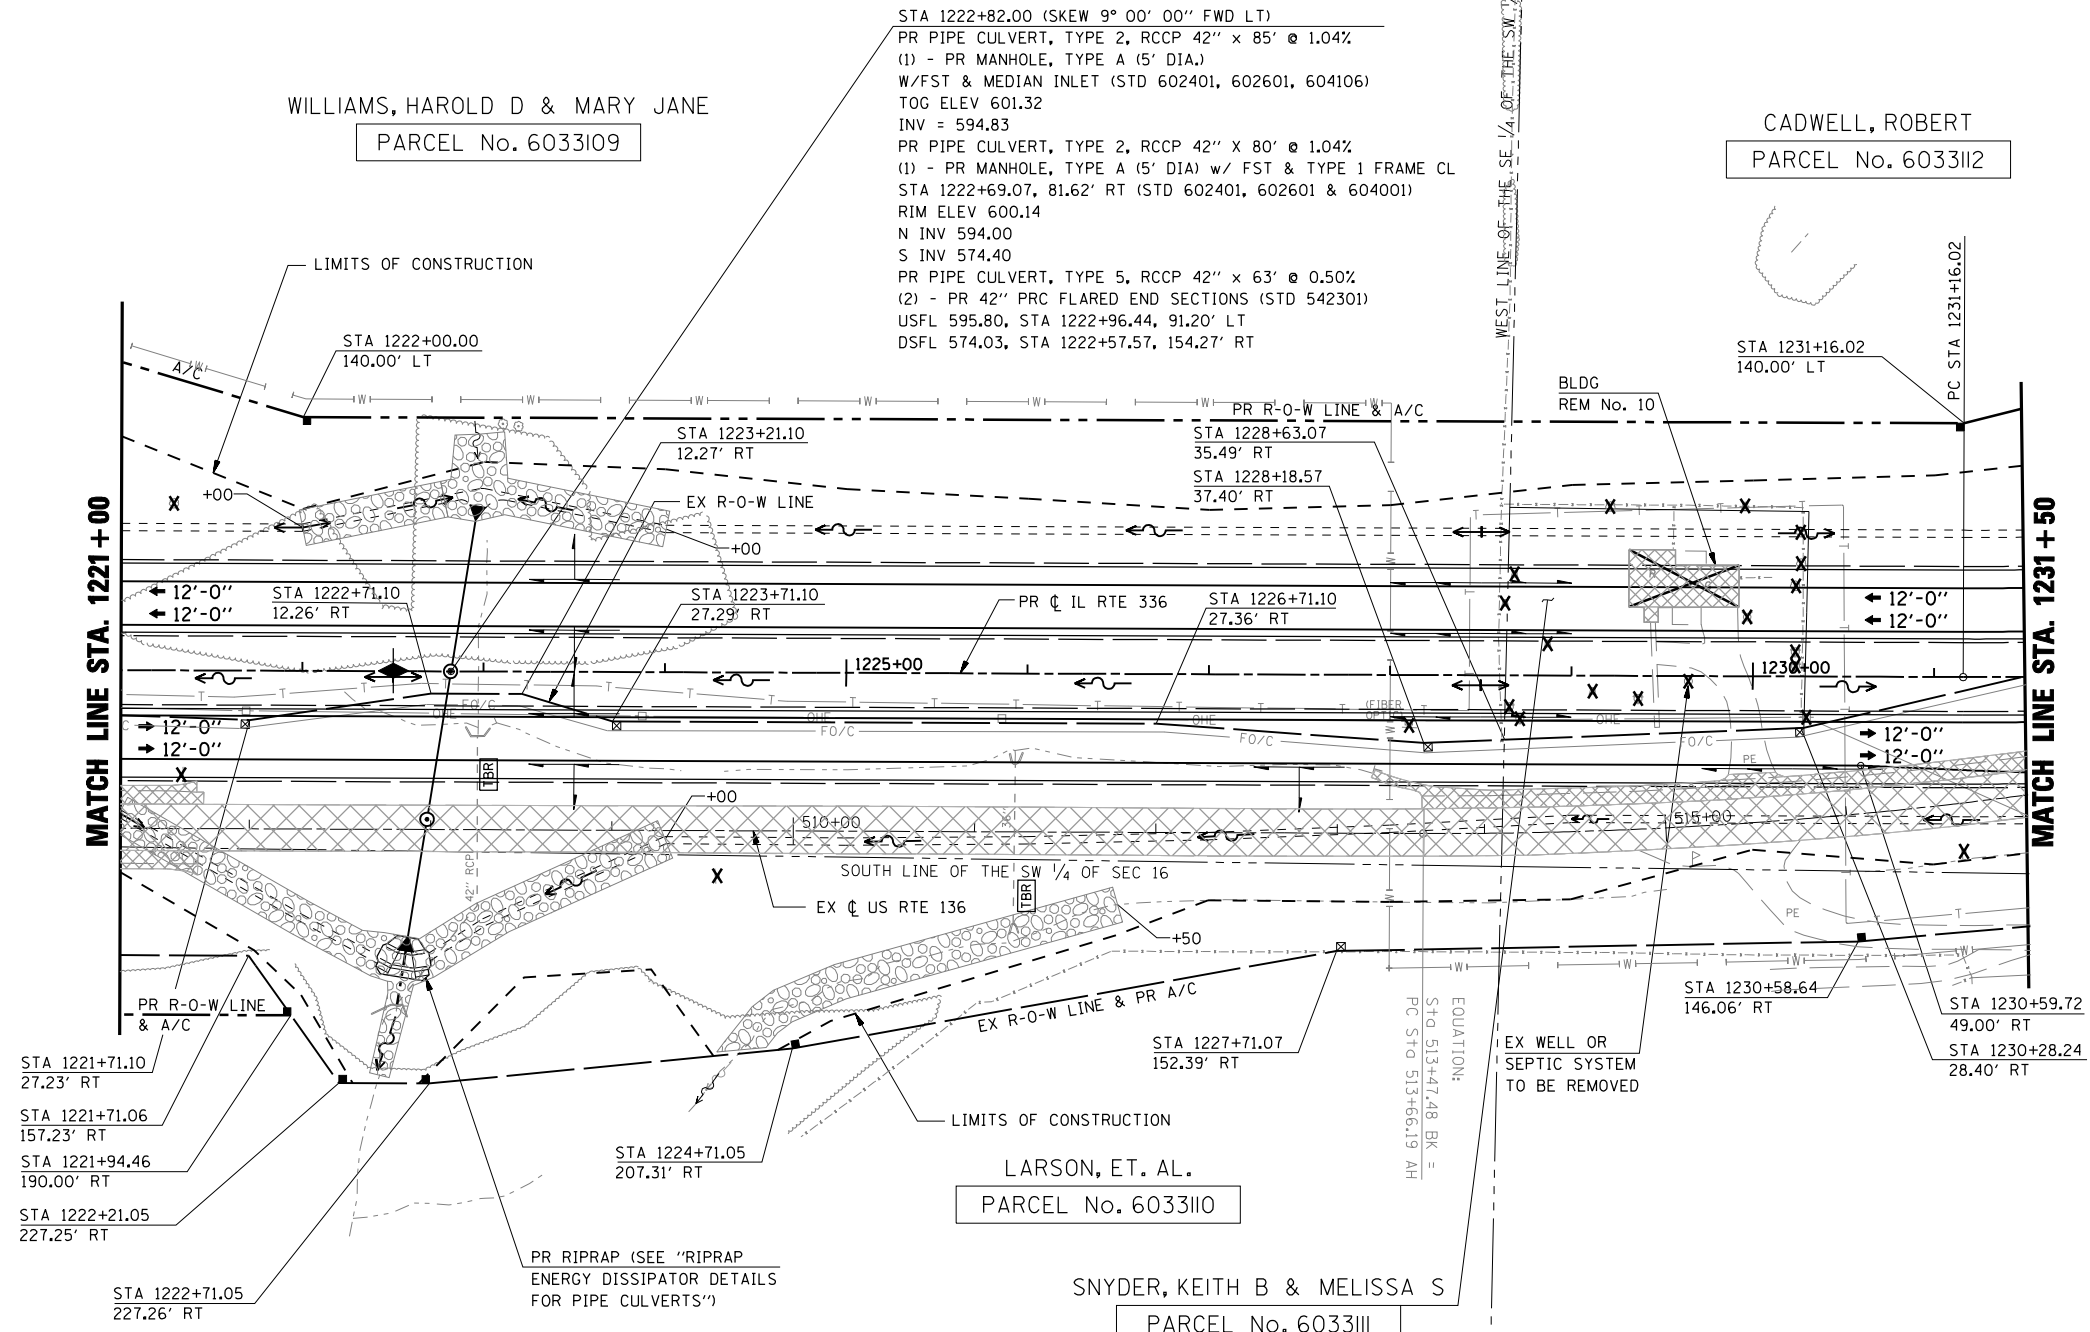 STA 1222+82.00 (SKEW 9° 00' 00'' FWD LT)
PR PIPE CULVERT, TYPE 2, RCCP 42'' x 85' @ 1.04%
(1) - PR MANHOLE, TYPE A (5' DIA.)
W/FST & MEDIAN INLET (STD 602401, 602601, 604106)
TOG ELEV 601.32
INV = 594.83
PR PIPE CULVERT, TYPE 2, RCCP 42'' X 80' @ 1.04%
(1) - PR MANHOLE, TYPE A (5' DIA) w/ FST & TYPE 1 FRAME CL
STA 1222+69.07, 81.62' RT (STD 602401, 602601 & 604001)
RIM ELEV 600.14
N INV 594.00
S INV 574.40
PR PIPE CULVERT, TYPE 5, RCCP 42'' x 63' @ 0.50%
(2) - PR 42'' PRC FLARED END SECTIONS (STD 542301)
USFL 595.80, STA 1222+96.44, 91.20' LT
DSFL 574.03, STA 1222+57.57, 154.27' RT
WILLIAMS, HAROLD D & MARY JANE
PARCEL No. 6033109
CADWELL, ROBERT
PARCEL No. 6033112
WEST LINE OF THE SE 1/4 OF THE SW
LIMITS OF CONSTRUCTION
STA 1222+00.00
140.00' LT
A/C
W
STA 1231+16.02
140.00' LT
PC STA 1231+16.02
BLDG
REM No. 10
W W W W W W W
PR R-O-W LINE & A/C
STA 1223+21.10
12.27' RT
STA 1228+63.07
35.49' RT
STA 1228+18.57
37.40' RT
EX R-O-W LINE
+00
+00
MATCH LINE STA. 1221+00
MATCH LINE STA. 1231+50
12'-0''
12'-0''
STA 1222+71.10
12.26' RT
STA 1223+71.10
27.29' RT
PR ℄ IL RTE 336
STA 1226+71.10
27.36' RT
12'-0''
12'-0''
1225+00
1230+00
T T T T T T T T
OHE FO/C
OHE
FO/C
OHE
FO/C
(FIBER
OPTIC)
OHE
FO/C
12'-0''
12'-0''
12'-0''
12'-0''
PE
TBR
42'' RCP
+00
510+00
36''
515+00
SOUTH LINE OF THE SW 1/4 OF SEC 16
EX ℄ US RTE 136
TBR
+50
PE
T T
W W W W
PR R-O-W LINE
& A/C
EX R-O-W LINE & PR A/C
STA 1221+71.10
27.23' RT
STA 1221+71.06
157.23' RT
STA 1221+94.46
190.00' RT
STA 1222+21.05
227.25' RT
STA 1222+71.05
227.26' RT
STA 1224+71.05
207.31' RT
LIMITS OF CONSTRUCTION
STA 1227+71.07
152.39' RT
EQUATION:
Sta 513+47.48 BK =
PC Sta 513+66.19 AH
EX WELL OR
SEPTIC SYSTEM
TO BE REMOVED
STA 1230+58.64
146.06' RT
STA 1230+59.72
49.00' RT
STA 1230+28.24
28.40' RT
LARSON, ET. AL.
PARCEL No. 6033110
PR RIPRAP (SEE ''RIPRAP
ENERGY DISSIPATOR DETAILS
FOR PIPE CULVERTS'')
SNYDER, KEITH B & MELISSA S
PARCEL No. 6033111